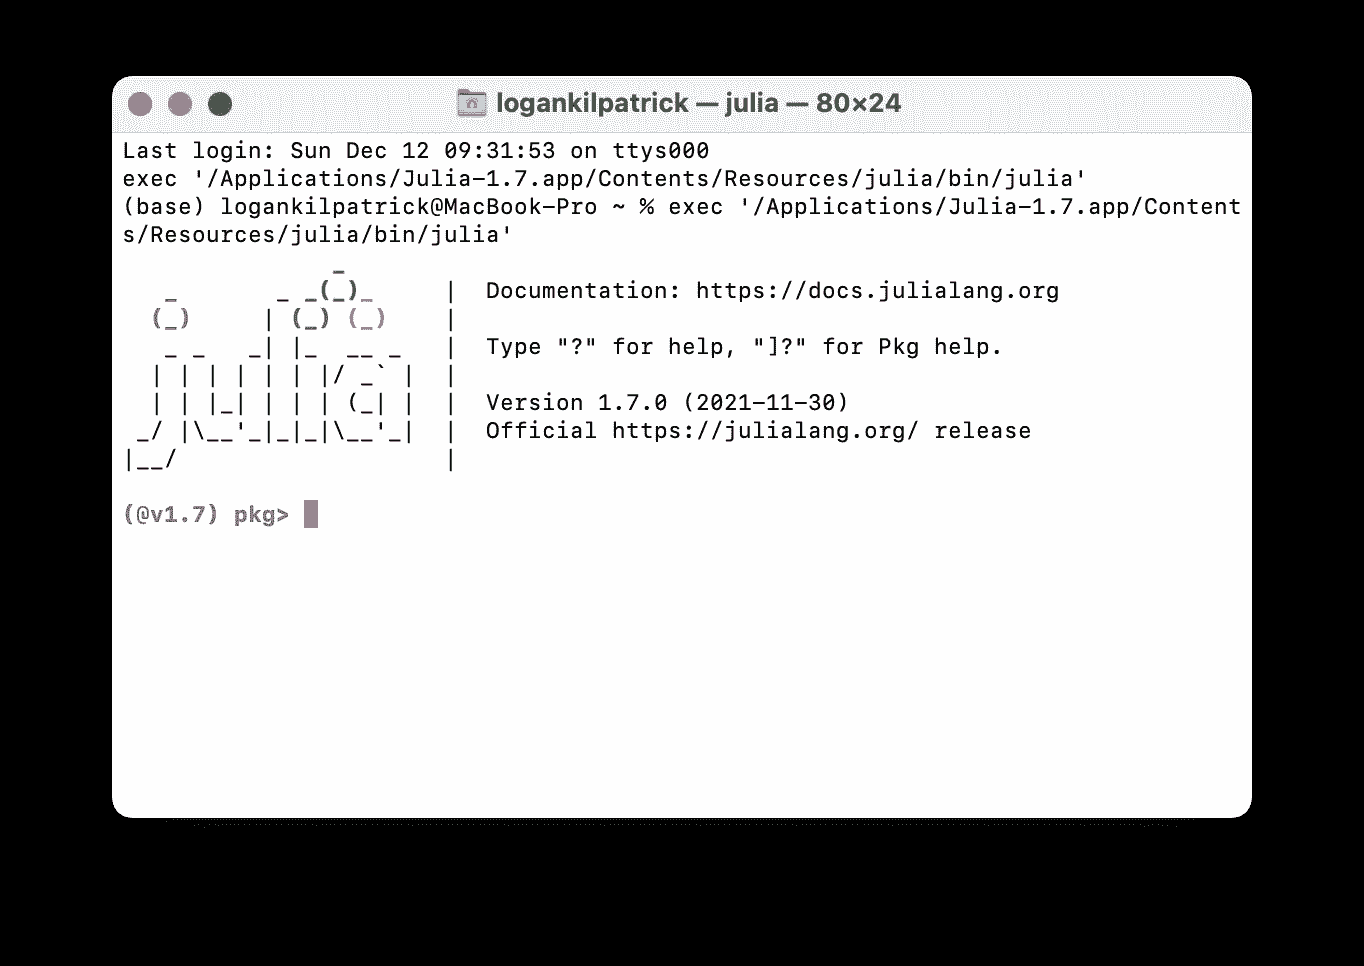 logankilpatrick — julia — 80×24
Last login: Sun Dec 12 09:31:53 on ttys000
exec '/Applications/Julia-1.7.app/Contents/Resources/julia/bin/julia'
(base) logankilpatrick@MacBook-Pro ~ % exec '/Applications/Julia-1.7.app/Content
s/Resources/julia/bin/julia'
               _
   _       _ _(_)_     |  Documentation: https://docs.julialang.org
  (_)     | (_) (_)    |
   _ _   _| |_  __ _   |  Type "?" for help, "]?" for Pkg help.
  | | | | | | |/ _` |  |
  | | |_| | | | (_| |  |  Version 1.7.0 (2021-11-30)
 _/ |\__'_|_|_|\__'_|  |  Official https://julialang.org/ release
|__/                   |
(@v1.7) pkg>